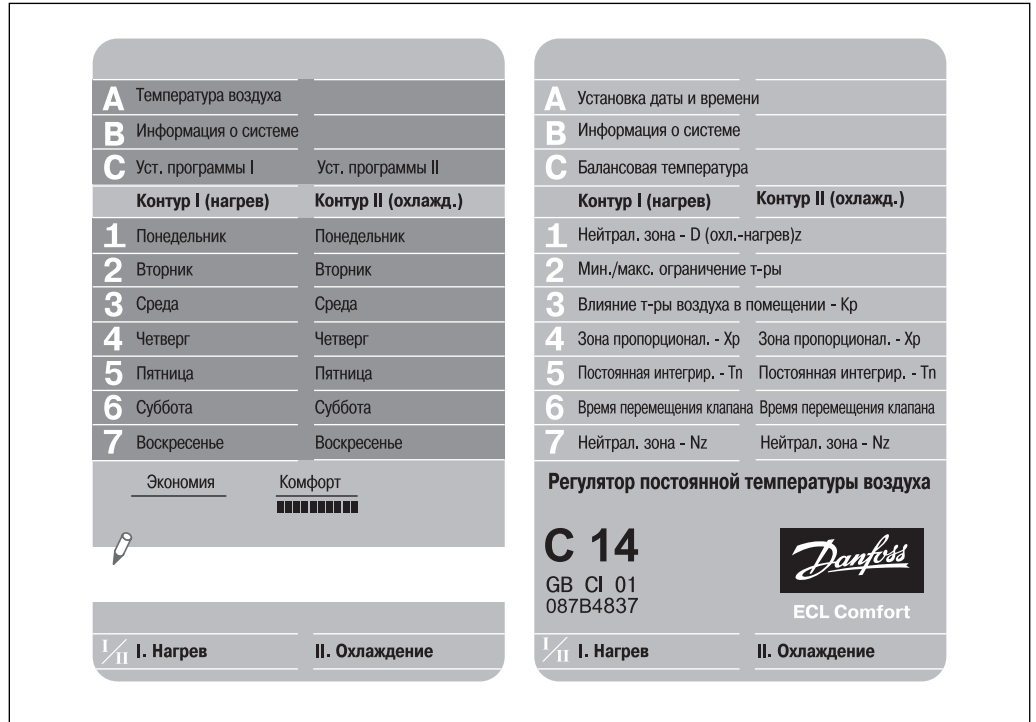 A Температура воздуха
B Информация о системе
C Уст. программы I Уст. программы II
Контур I (нагрев) Контур II (охлажд.)
1 Понедельник Понедельник
2 Вторник Вторник
3 Среда Среда
4 Четверг Четверг
5 Пятница Пятница
6 Суббота Суббота
7 Воскресенье Воскресенье
Экономия Комфорт
I/II I. Нагрев II. Охлаждение
A Установка даты и времени
B Информация о системе
C Балансовая температура
Контур I (нагрев) Контур II (охлажд.)
1 Нейтрал. зона - D (охл.-нагрев)z
2 Мин./макс. ограничение т-ры
3 Влияние т-ры воздуха в помещении - Кр
4 Зона пропорционал. - Хр Зона пропорционал. - Хр
5 Постоянная интегрир. - Tn Постоянная интегрир. - Tn
6 Время перемещения клапана Время перемещения клапана
7 Нейтрал. зона - Nz Нейтрал. зона - Nz
Регулятор постоянной температуры воздуха
C 14
GB CI 01
087B4837
Danfoss
ECL Comfort
I/II I. Нагрев II. Охлаждение